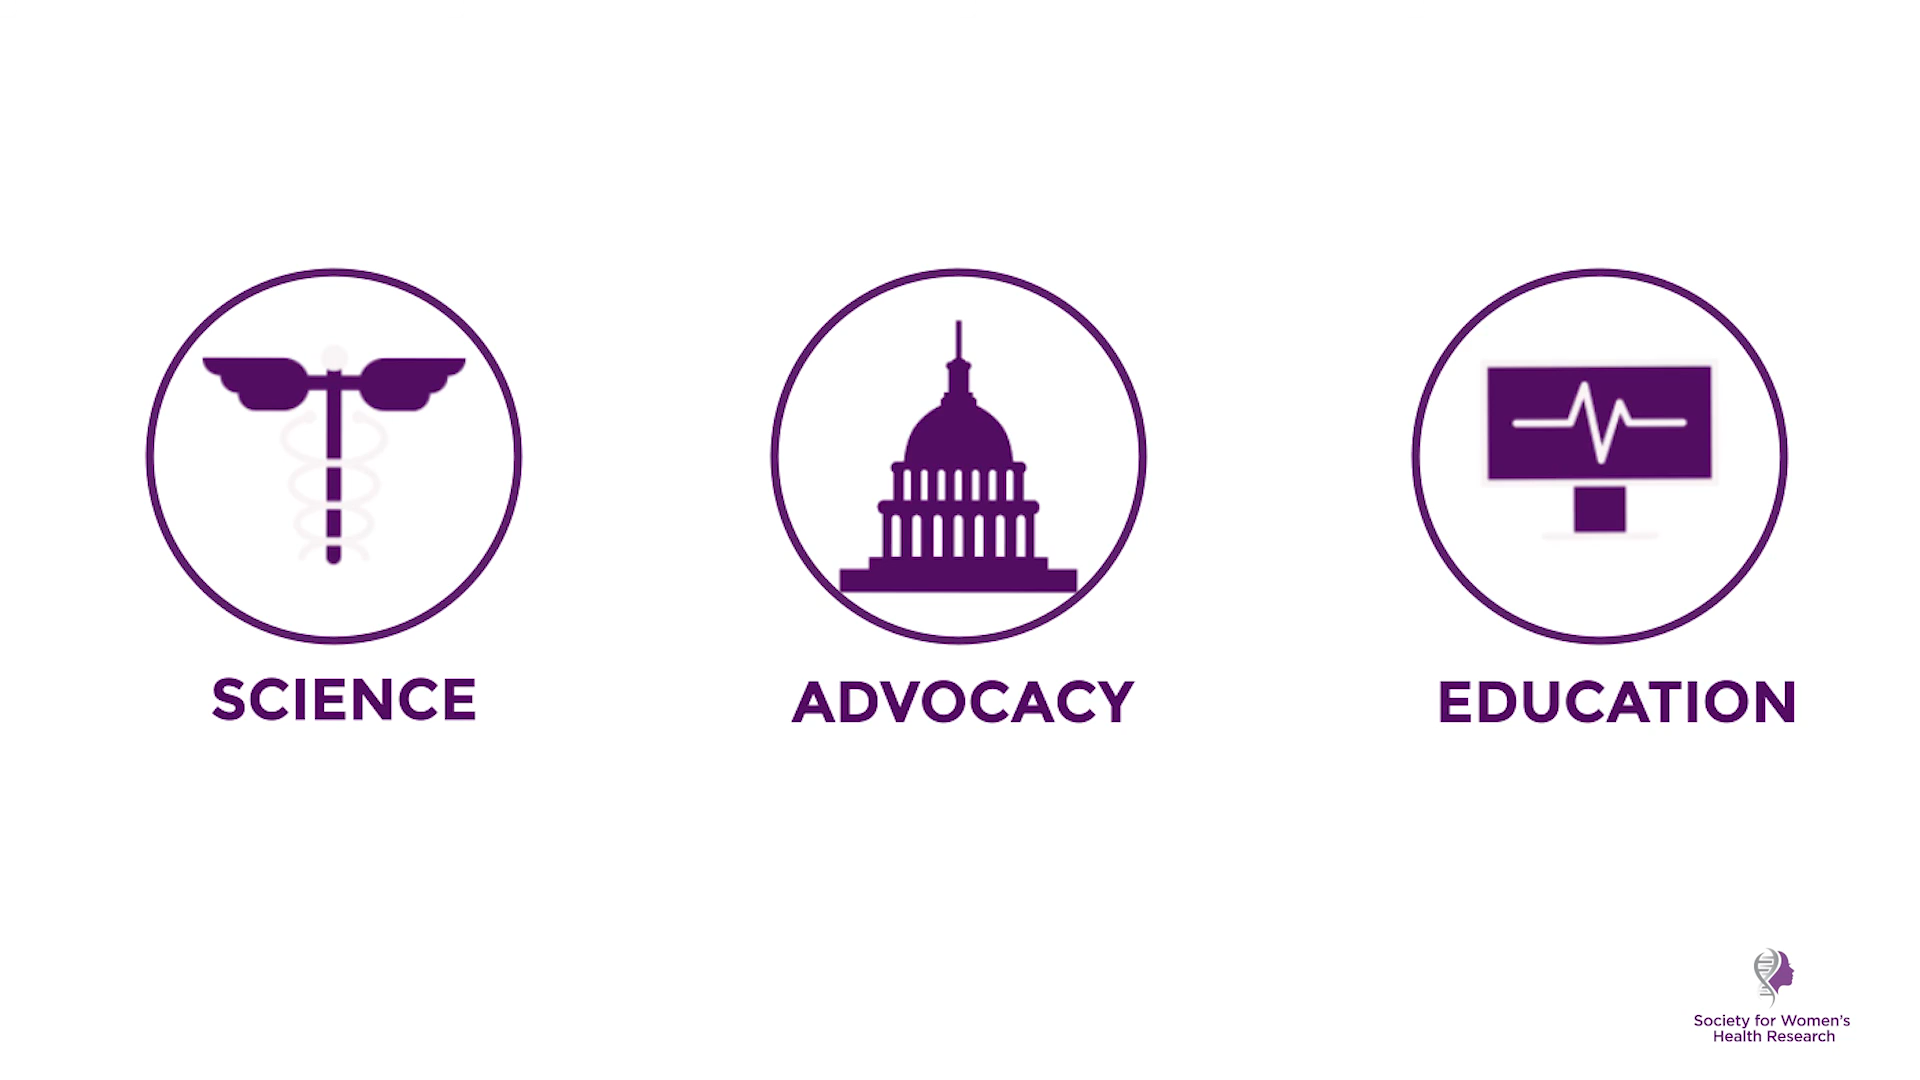 SCIENCE
ADVOCACY
EDUCATION
Society for Women's
Health Research